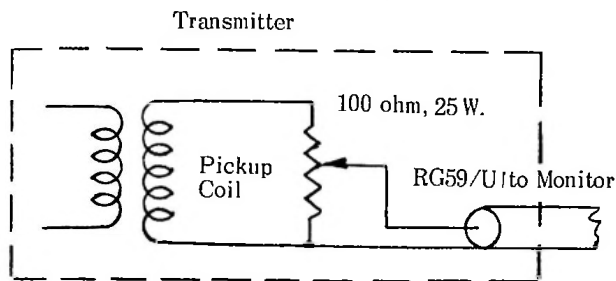 Transmitter
100 ohm, 25 W.
Pickup
Coil
RG59/U to Monitor